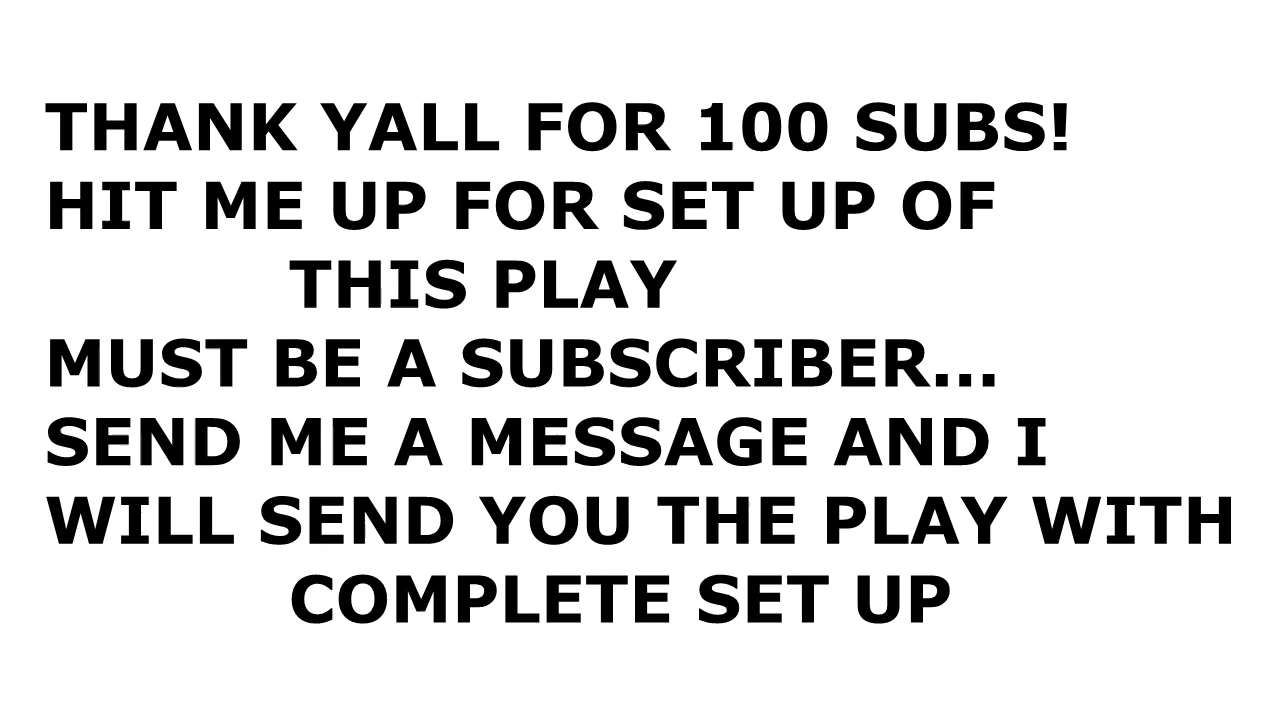 THANK YALL FOR 100 SUBS!
HIT ME UP FOR SET UP OF
THIS PLAY
MUST BE A SUBSCRIBER...
SEND ME A MESSAGE AND I
WILL SEND YOU THE PLAY WITH
COMPLETE SET UP